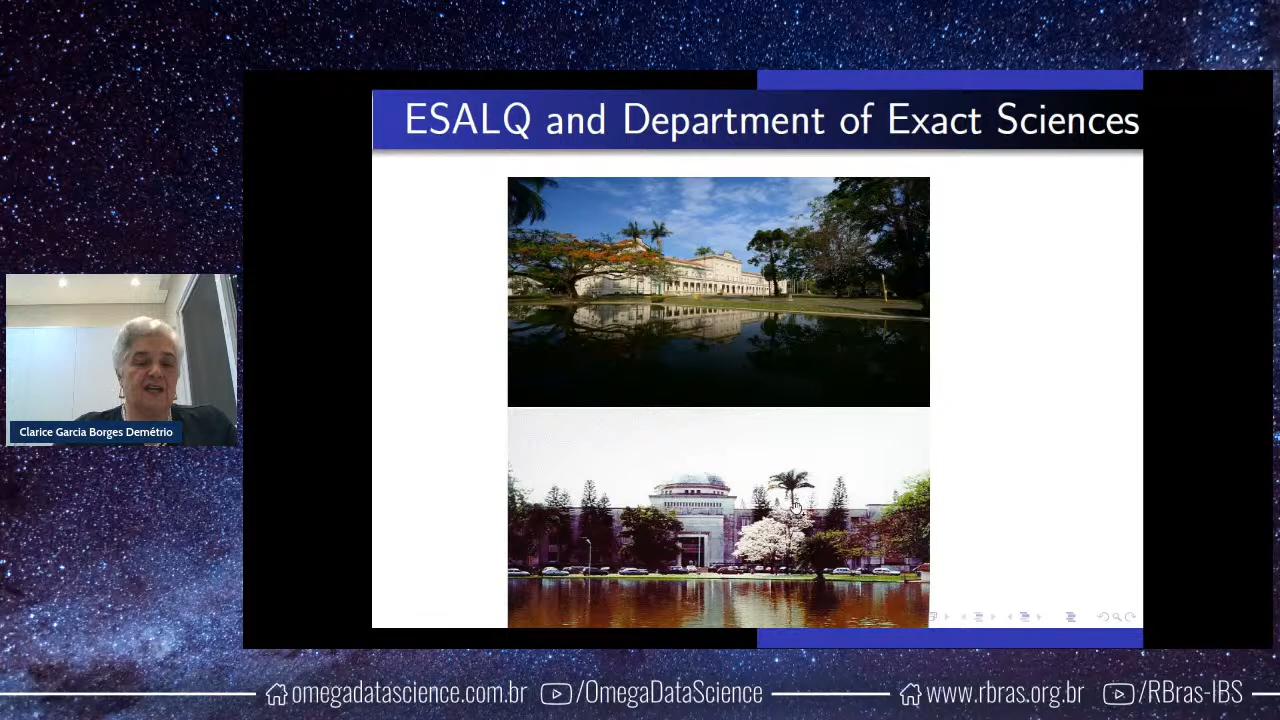 ESALQ and Department of Exact Sciences
Clarice Garcia Borges Demétrio
omegadatascience.com.br /OmegaDataScience www.rbras.org.br /RBras-IBS